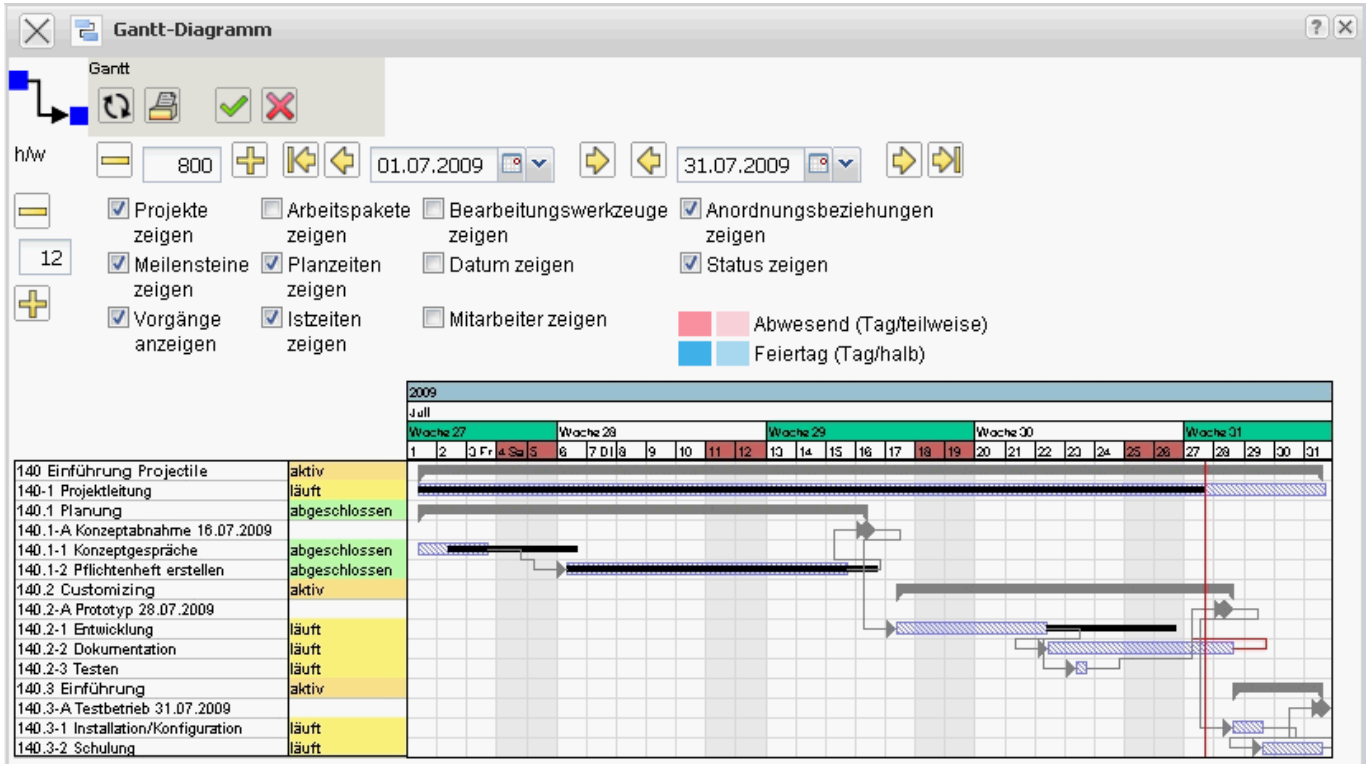 Gantt-Diagramm
?
Gantt
h/w
800
01.07.2009
31.07.2009
12
Projekte zeigen
Arbeitspakete zeigen
Bearbeitungswerkzeuge zeigen
Anordnungsbeziehungen zeigen
Meilensteine zeigen
Planzeiten zeigen
Datum zeigen
Status zeigen
Vorgänge anzeigen
Istzeiten zeigen
Mitarbeiter zeigen
Abwesend (Tag/teilweise)
Feiertag (Tag/halb)
2009
Juli
Woche 27 Woche 28 Woche 29 Woche 30 Woche 31
1 2 3 Fr 4 Sa 5 6 7 Di 8 9 10 11 12 13 14 15 16 17 18 19 20 21 22 23 24 25 26 27 28 29 30 31
140 Einführung Projectile aktiv
140-1 Projektleitung läuft
140.1 Planung abgeschlossen
140.1-A Konzeptabnahme 16.07.2009
140.1-1 Konzeptgespräche abgeschlossen
140.1-2 Pflichtenheft erstellen abgeschlossen
140.2 Customizing aktiv
140.2-A Prototyp 28.07.2009
140.2-1 Entwicklung läuft
140.2-2 Dokumentation läuft
140.2-3 Testen läuft
140.3 Einführung aktiv
140.3-A Testbetrieb 31.07.2009
140.3-1 Installation/Konfiguration läuft
140.3-2 Schulung läuft